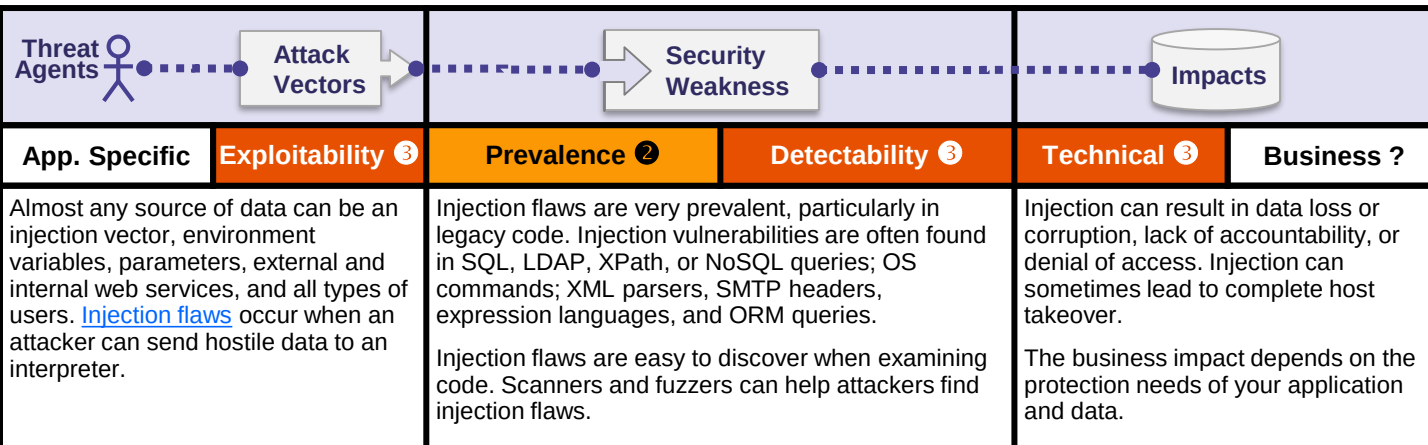 Threat
Agents
Attack
Vectors
Security
Weakness
Impacts
App. Specific
Exploitability ❸
Prevalence ❷
Detectability ❸
Technical ❸
Business ?
Almost any source of data can be an
injection vector, environment
variables, parameters, external and
internal web services, and all types of
users. Injection flaws occur when an
attacker can send hostile data to an
interpreter.
Injection flaws are very prevalent, particularly in
legacy code. Injection vulnerabilities are often found
in SQL, LDAP, XPath, or NoSQL queries; OS
commands; XML parsers, SMTP headers,
expression languages, and ORM queries.
Injection flaws are easy to discover when examining
code. Scanners and fuzzers can help attackers find
injection flaws.
Injection can result in data loss or
corruption, lack of accountability, or
denial of access. Injection can
sometimes lead to complete host
takeover.
The business impact depends on the
protection needs of your application
and data.